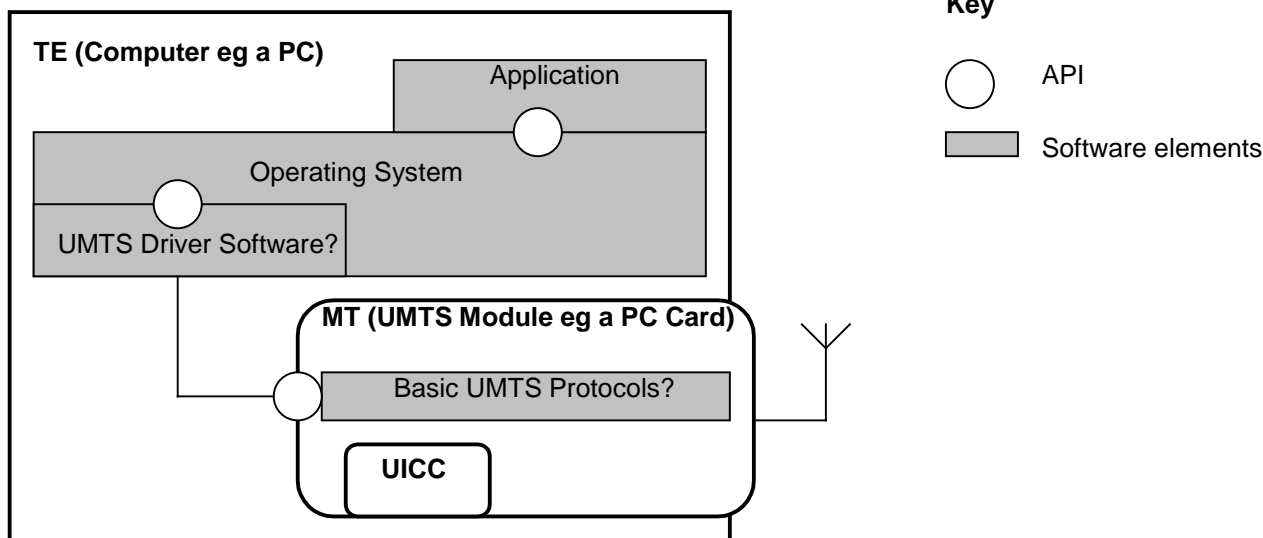 Key
TE (Computer eg a PC)
Application
API
Software elements
Operating System
UMTS Driver Software?
MT (UMTS Module eg a PC Card)
Basic UMTS Protocols?
UICC